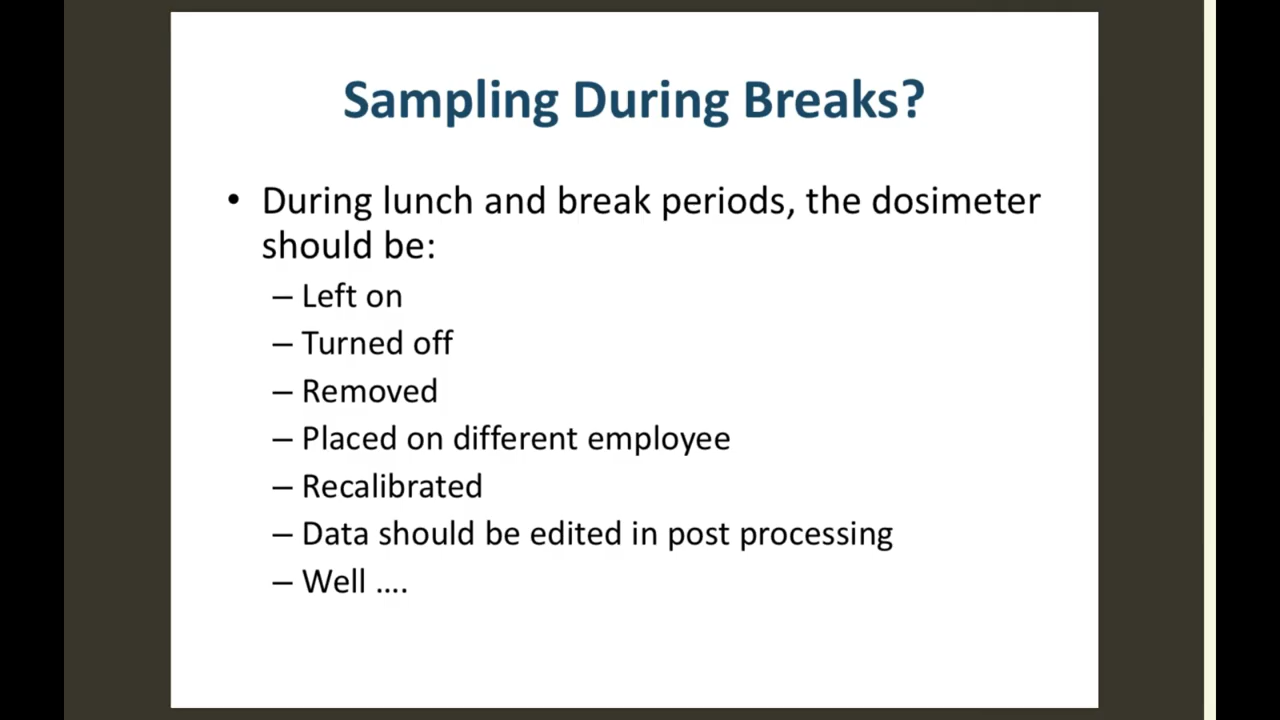 Sampling During Breaks?
• During lunch and break periods, the dosimeter
should be:
– Left on
– Turned off
– Removed
– Placed on different employee
– Recalibrated
– Data should be edited in post processing
– Well ....